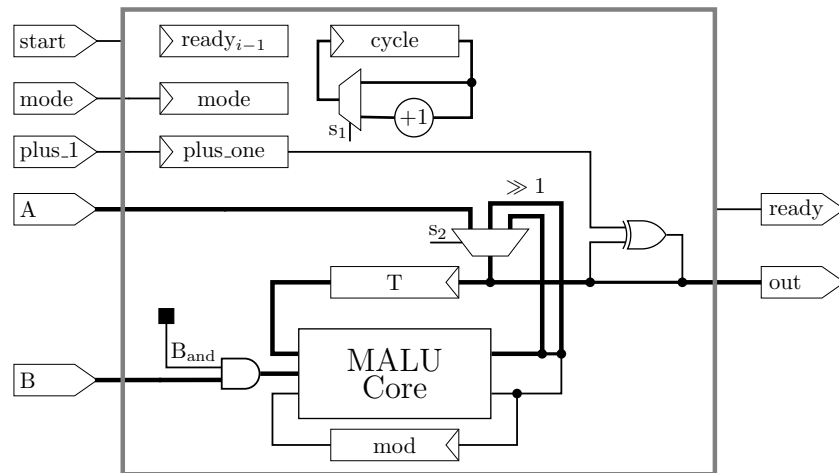 start
ready_{i−1}
cycle
mode
mode
s_1
+1
plus_1
plus_one
≫ 1
A
s_2
ready
T
out
B_and
B
MALU
Core
mod